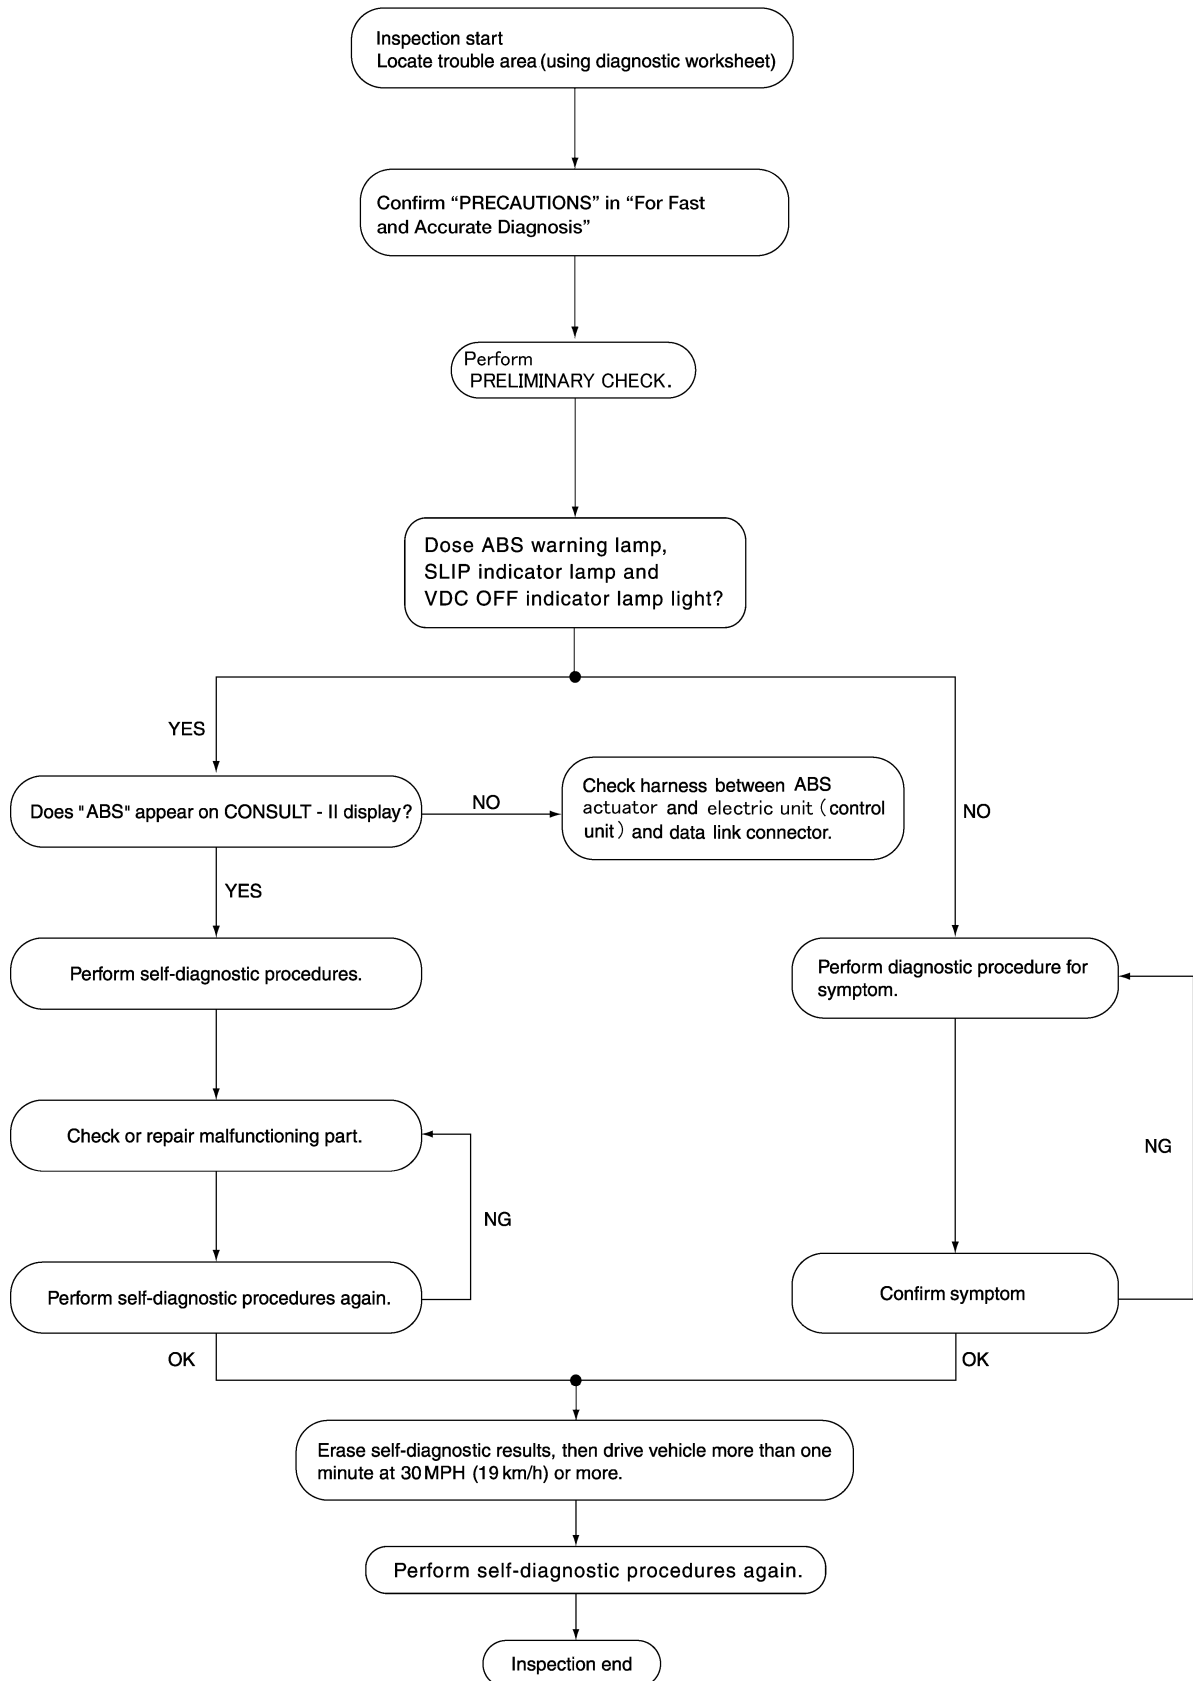 Inspection start
Locate trouble area (using diagnostic worksheet)
Confirm “PRECAUTIONS” in “For Fast
and Accurate Diagnosis”
Perform
PRELIMINARY CHECK.
Dose ABS warning lamp,
SLIP indicator lamp and
VDC OFF indicator lamp light?
YES
Does "ABS" appear on CONSULT - II display?
NO
Check harness between ABS
actuator and electric unit (control
unit) and data link connector.
NO
YES
Perform self-diagnostic procedures.
Perform diagnostic procedure for
symptom.
Check or repair malfunctioning part.
NG
NG
Perform self-diagnostic procedures again.
Confirm symptom
OK
OK
Erase self-diagnostic results, then drive vehicle more than one
minute at 30 MPH (19 km/h) or more.
Perform self-diagnostic procedures again.
Inspection end